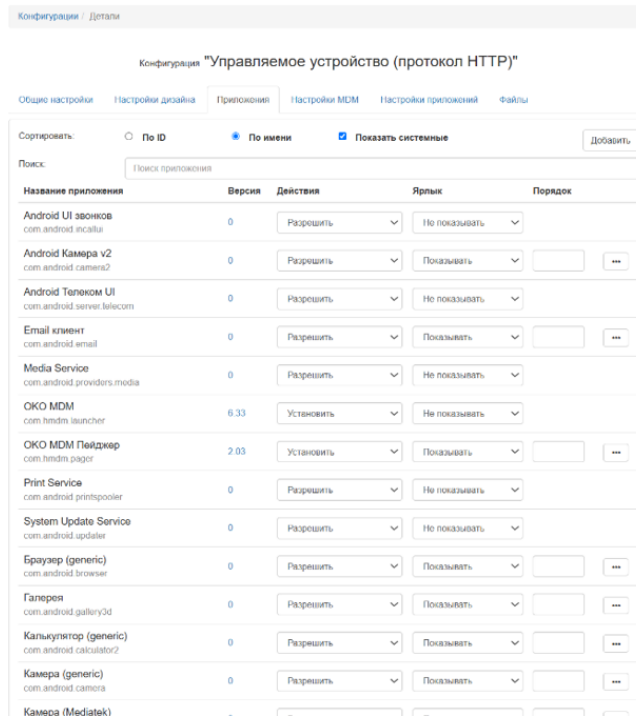 Конфигурации / Детали
Конфигурация "Управляемое устройство (протокол HTTP)"
Общие настройки Настройки дизайна Приложения Настройки MDM Настройки приложений Файлы
Сортировать: По ID По имени Показать системные Добавить
Поиск: Поиск приложения
Название приложения Версия Действия Ярлык Порядок
Android UI звонков
com.android.incallui 0 Разрешить Не показывать
Android Камера v2
com.android.camera2 0 Разрешить Показывать ...
Android Телеком UI
com.android.server.telecom 0 Разрешить Не показывать
Email клиент
com.android.email 0 Разрешить Показывать ...
Media Service
com.android.providers.media 0 Разрешить Не показывать
ОКО MDM
com.hmdm.launcher 6.33 Установить Не показывать
ОКО MDM Пейджер
com.hmdm.pager 2.03 Установить Показывать ...
Print Service
com.android.printspooler 0 Разрешить Не показывать
System Update Service
com.android.updater 0 Разрешить Не показывать
Браузер (generic)
com.android.browser 0 Разрешить Показывать ...
Галерея
com.android.gallery3d 0 Разрешить Показывать ...
Калькулятор (generic)
com.android.calculator2 0 Разрешить Показывать ...
Камера (generic)
com.android.camera 0 Разрешить Показывать ...
Камера (Mediatek)